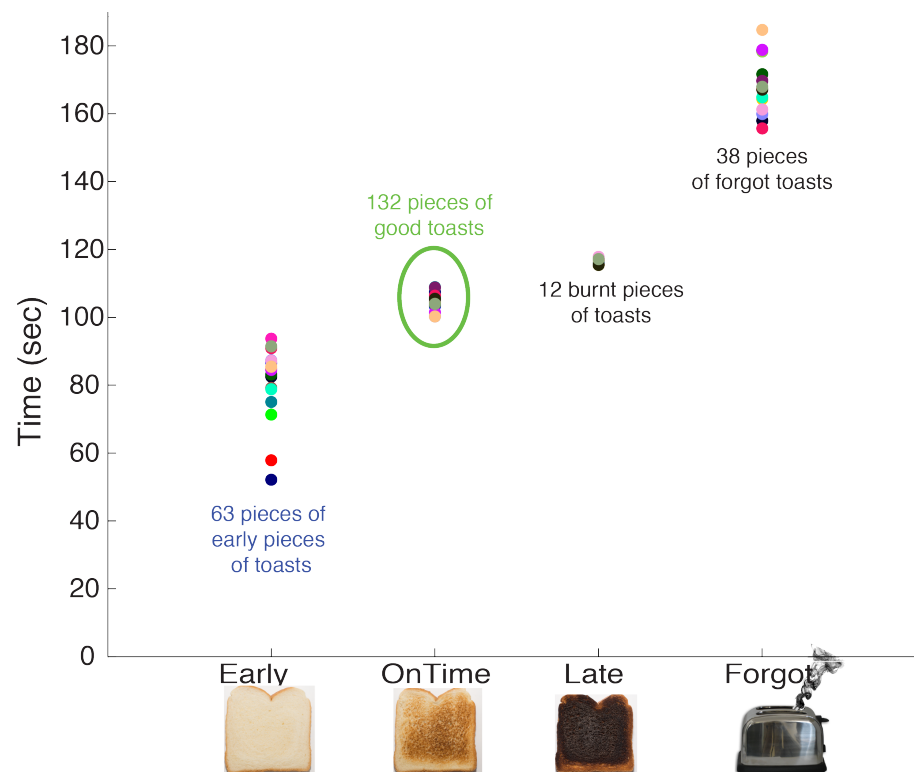 180
160
140
120
100
80
60
40
20
0
Time (sec)
38 pieces
of forgot toasts
132 pieces of
good toasts
12 burnt pieces
of toasts
63 pieces of
early pieces
of toasts
Early
OnTime
Late
Forgot